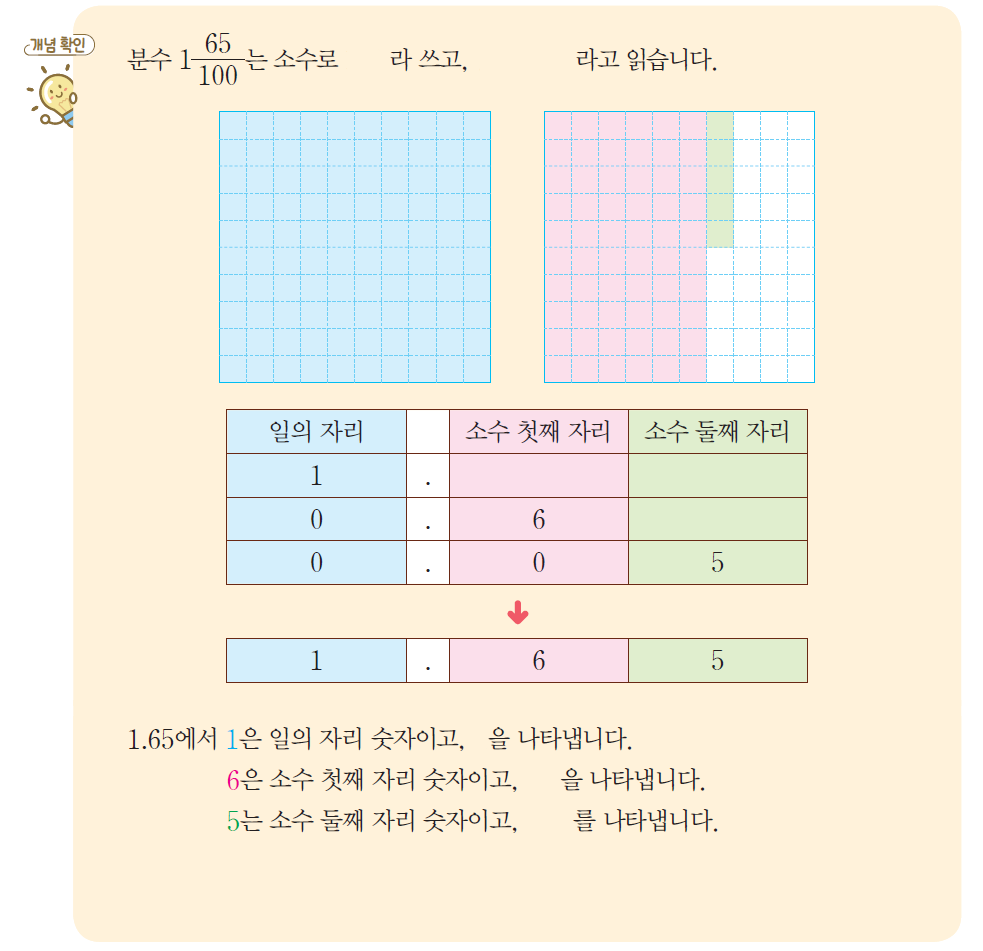 개념 확인
분수 1 65/100 는 소수로 라 쓰고, 라고 읽습니다.
일의 자리 소수 첫째 자리 소수 둘째 자리
1 .
0 . 6
0 . 0 5
1 . 6 5
1.65에서 1은 일의 자리 숫자이고, 을 나타냅니다.
6은 소수 첫째 자리 숫자이고, 을 나타냅니다.
5는 소수 둘째 자리 숫자이고, 를 나타냅니다.